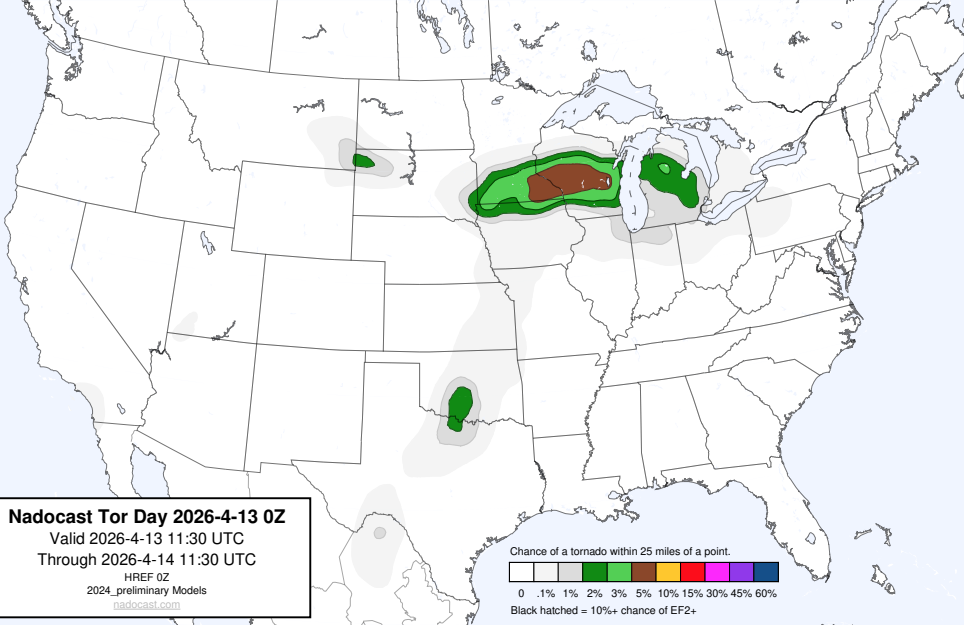 Nadocast Tor Day 2026-4-13 0Z
Valid 2026-4-13 11:30 UTC
Through 2026-4-14 11:30 UTC
HREF 0Z
2024_preliminary Models
nadocast.com
Chance of a tornado within 25 miles of a point.
0 .1% 1% 2% 3% 5% 10% 15% 30% 45% 60%
Black hatched = 10%+ chance of EF2+